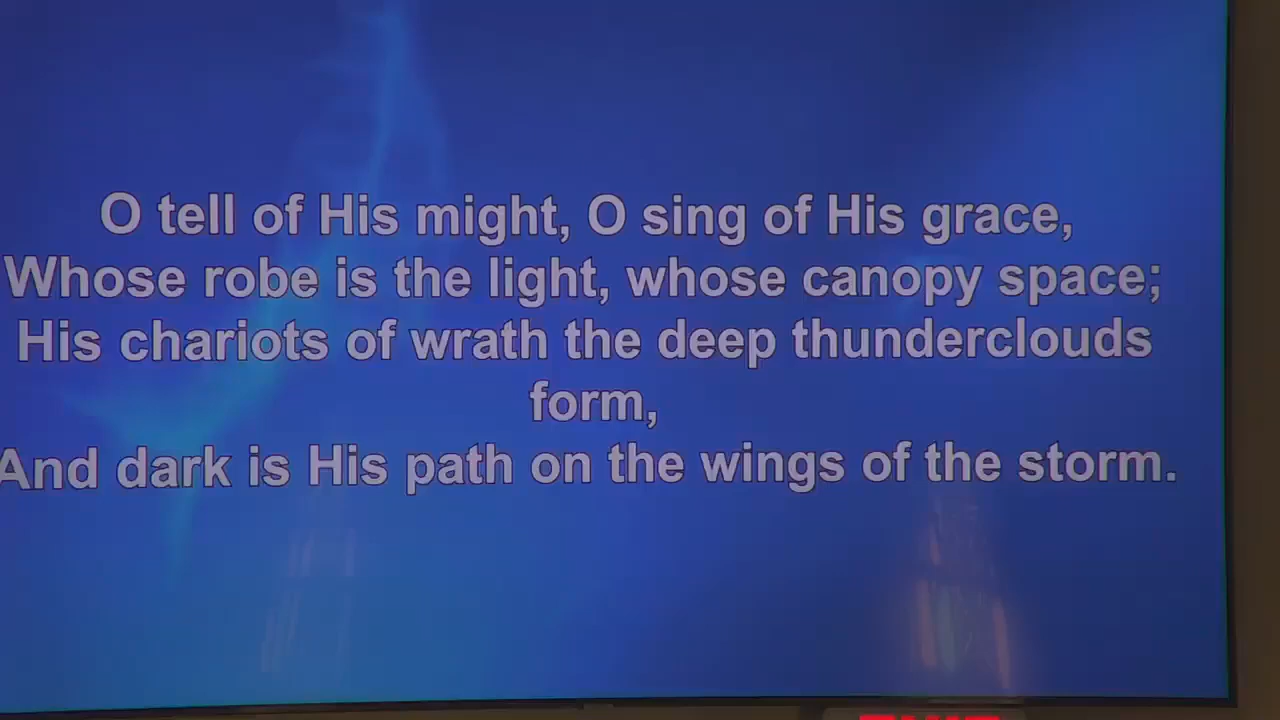 O tell of His might, O sing of His grace,
Whose robe is the light, whose canopy space;
His chariots of wrath the deep thunderclouds
form,
And dark is His path on the wings of the storm.